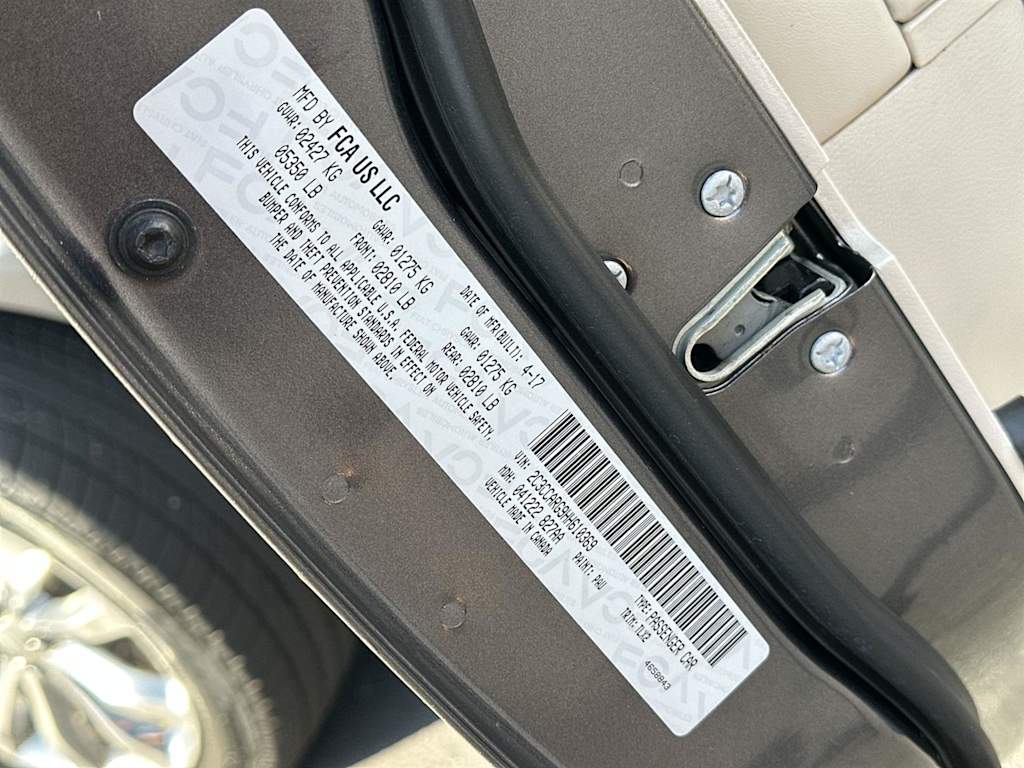 MFD BY FCA US LLC
DATE OF MFR(BUILT): 4-17
GVWR: 02427 KG
GAWR: 01275 KG
GAWR: 01275 KG
05350 LB
FRONT: 02810 LB
REAR: 02810 LB
THIS VEHICLE CONFORMS TO ALL APPLICABLE U.S.A. FEDERAL MOTOR VEHICLE SAFETY,
BUMPER AND THEFT PREVENTION STANDARDS IN EFFECT ON
THE DATE OF MANUFACTURE SHOWN ABOVE.
VIN: 2C3CCARG9HH610369
TYPE: PASSENGER CAR
MDH: 041222 827AA
PAINT: PAU
TRIM: TLU2
VEHICLE MADE IN CANADA
4658843